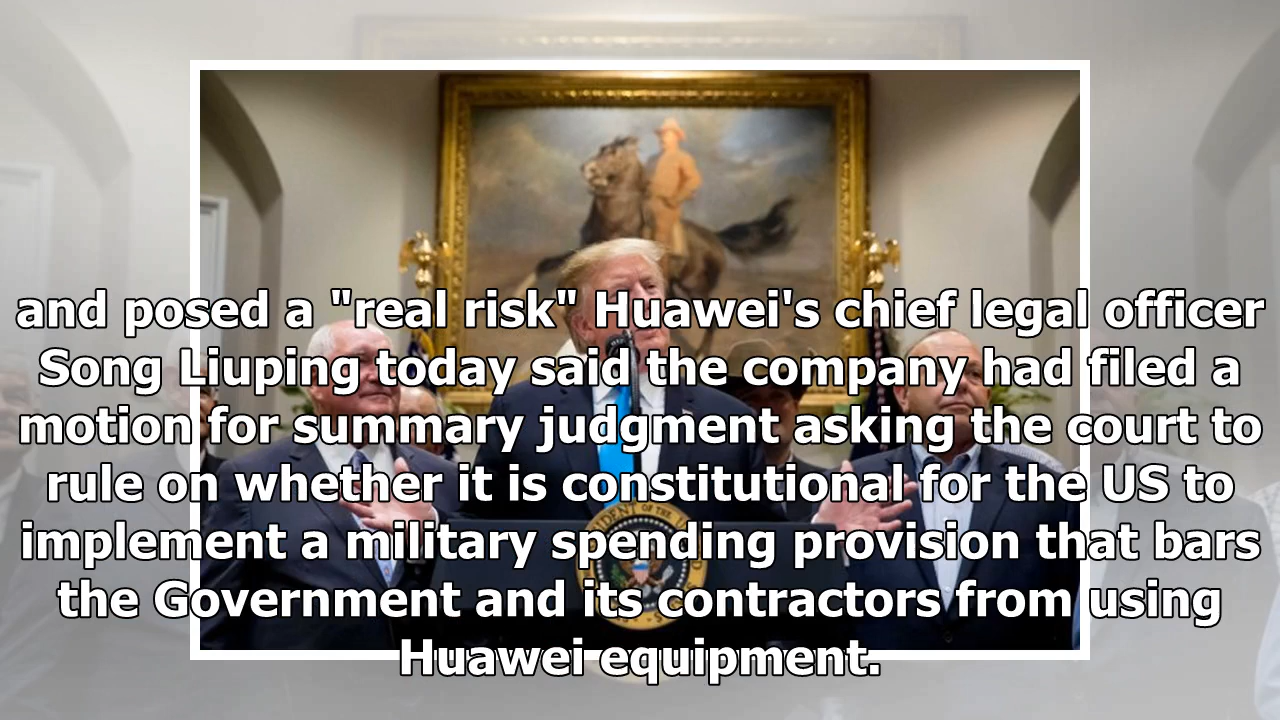 and posed a "real risk" Huawei's chief legal officer
Song Liuping today said the company had filed a
motion for summary judgment asking the court to
rule on whether it is constitutional for the US to
implement a military spending provision that bars
the Government and its contractors from using
Huawei equipment.